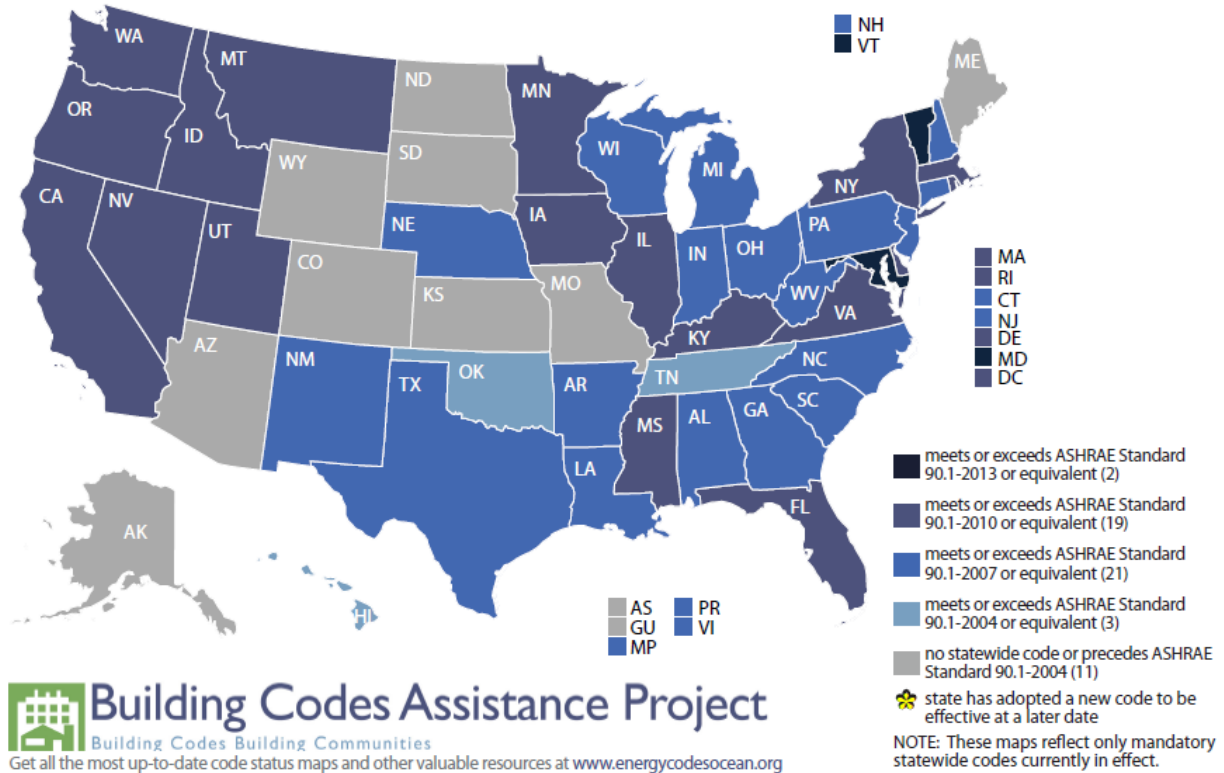 WA
MT
ND
MN
NH
VT
ME
OR
ID
SD
WI
MI
NY
WY
CA
NV
UT
NE
IA
IL
IN
OH
PA
CO
KS
MO
WV
VA
KY
MA
RI
CT
NJ
DE
MD
DC
AZ
NM
OK
TX
AR
TN
NC
SC
MS
AL
GA
LA
FL
AK
HI
AS PR
GU VI
MP
meets or exceeds ASHRAE Standard
90.1-2013 or equivalent (2)
meets or exceeds ASHRAE Standard
90.1-2010 or equivalent (19)
meets or exceeds ASHRAE Standard
90.1-2007 or equivalent (21)
meets or exceeds ASHRAE Standard
90.1-2004 or equivalent (3)
no statewide code or precedes ASHRAE
Standard 90.1-2004 (11)
state has adopted a new code to be
effective at a later date
NOTE: These maps reflect only mandatory
statewide codes currently in effect.
Building Codes Assistance Project
Building Codes Building Communities
Get all the most up-to-date code status maps and other valuable resources at www.energycodesocean.org